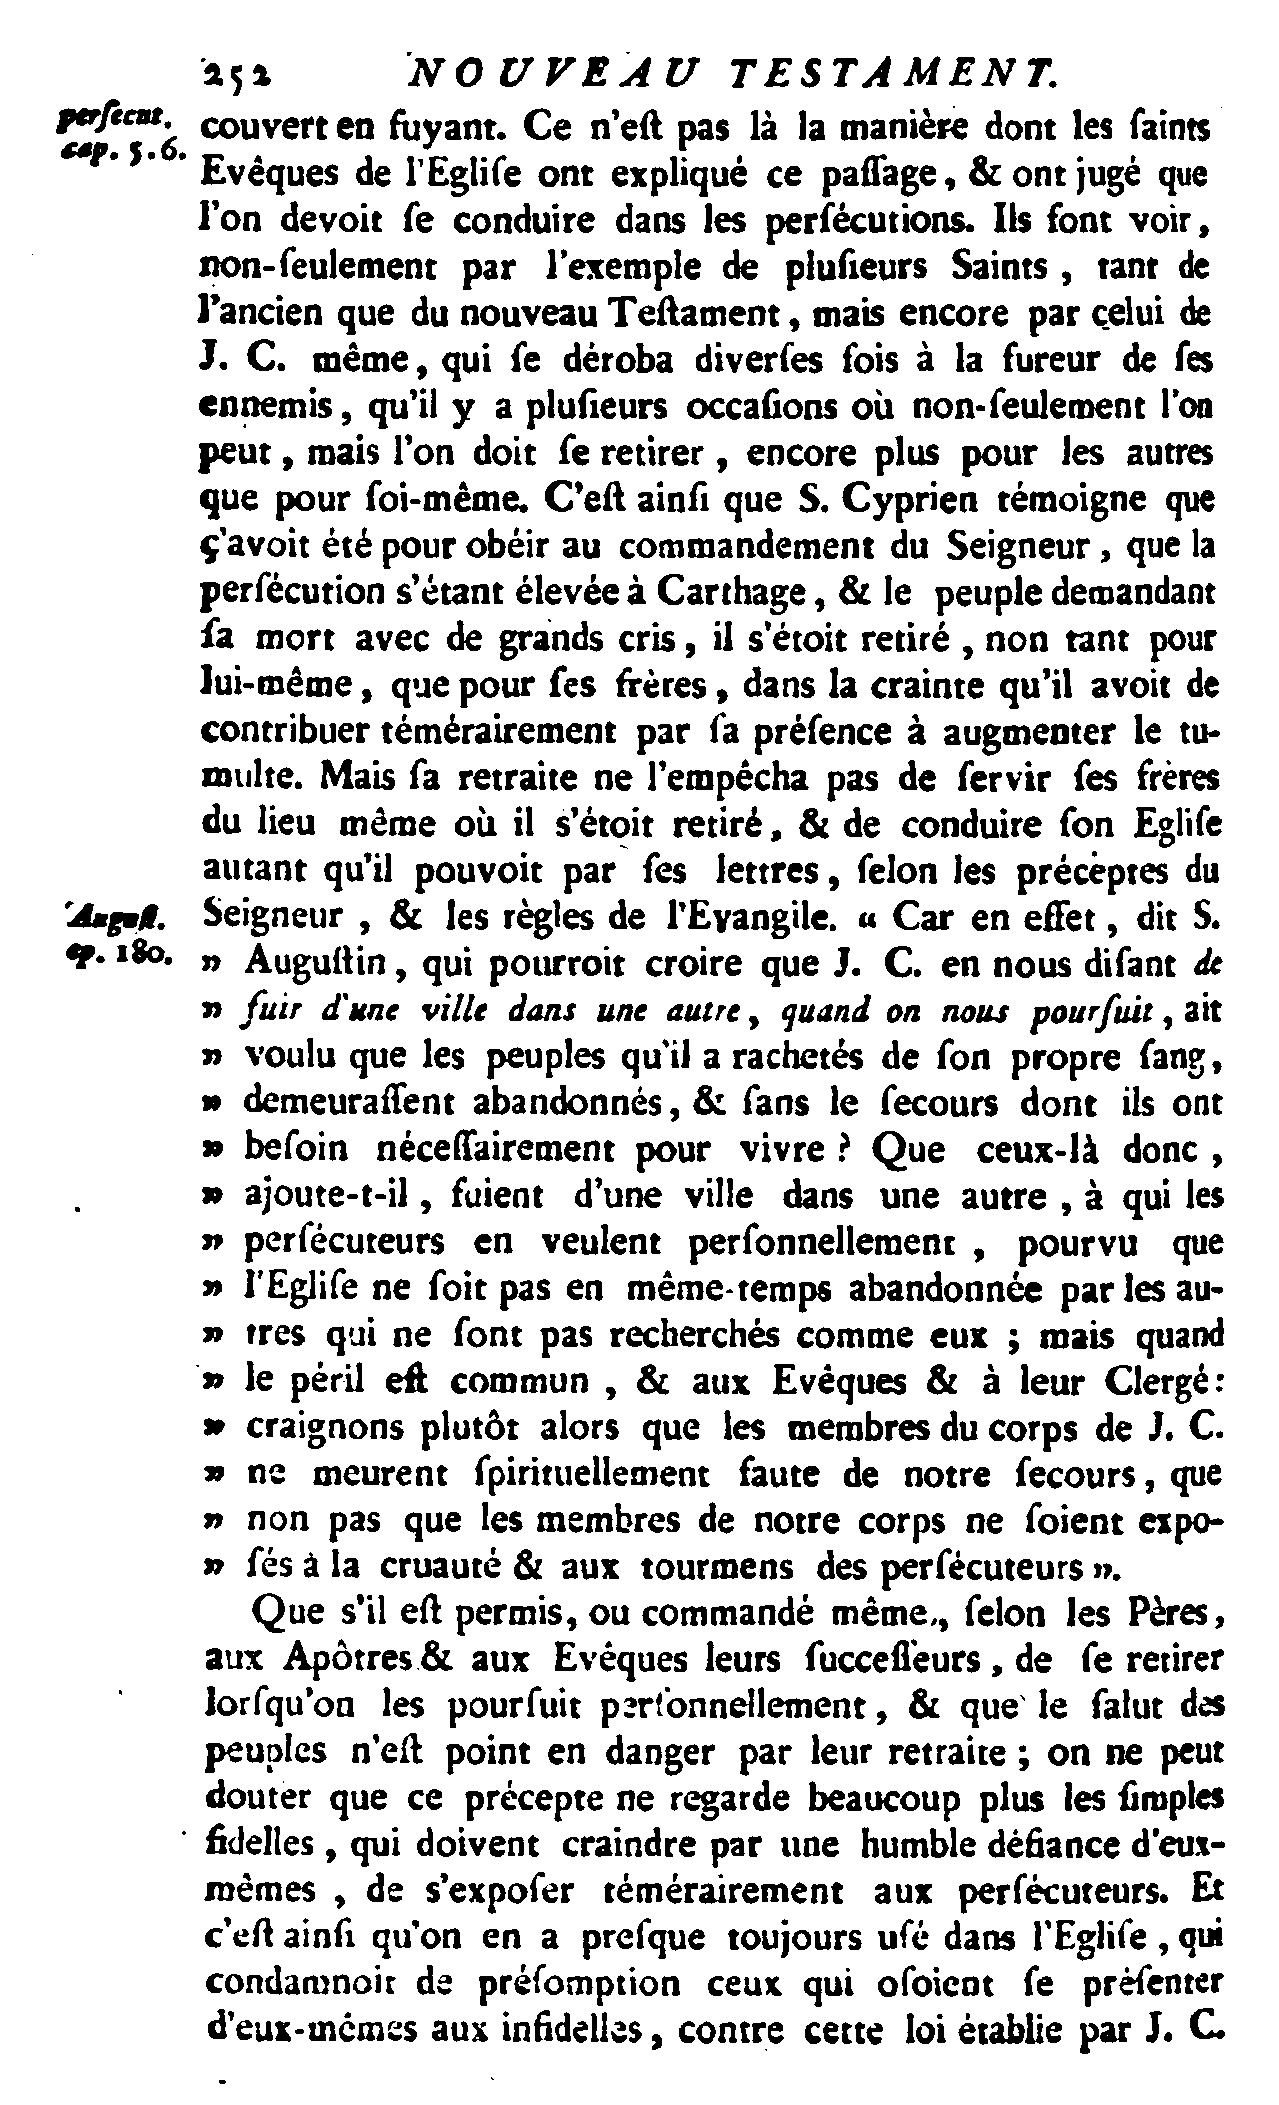 252 NOUVEAU TESTAMENT.
persecut.
cap. 5. 6.
couvert en fuyant. Ce n'eſt pas là la manière dont les ſaints
Evêques de l'Egliſe ont expliqué ce paſſage, & ont jugé que
l'on devoit ſe conduire dans les perſécutions. Ils font voir,
non-ſeulement par l'exemple de pluſieurs Saints, tant de
l'ancien que du nouveau Teſtament, mais encore par celui de
J. C. même, qui ſe déroba diverſes fois à la fureur de ſes
ennemis, qu'il y a pluſieurs occaſions où non-ſeulement l'on
peut, mais l'on doit ſe retirer, encore plus pour les autres
que pour ſoi-même. C'eſt ainſi que S. Cyprien témoigne que
ç'avoit été pour obéir au commandement du Seigneur, que la
perſécution s'étant élevée à Carthage, & le peuple demandant
ſa mort avec de grands cris, il s'étoit retiré, non tant pour
lui-même, que pour ſes frères, dans la crainte qu'il avoit de
contribuer témérairement par ſa préſence à augmenter le tu-
multe. Mais ſa retraite ne l'empêcha pas de ſervir ſes frères
du lieu même où il s'étoit retiré, & de conduire ſon Egliſe
autant qu'il pouvoit par ſes lettres, ſelon les préceptes du
Seigneur, & les règles de l'Evangile. « Car en effet, dit S.
Auguſt.
ep. 180.
» Auguſtin, qui pourroit croire que J. C. en nous diſant de
» fuir d'une ville dans une autre, quand on nous pourſuit, ait
» voulu que les peuples qu'il a rachetés de ſon propre ſang,
» demeuraſſent abandonnés, & ſans le ſecours dont ils ont
» beſoin néceſſairement pour vivre ? Que ceux-là donc,
» ajoute-t-il, fuient d'une ville dans une autre, à qui les
» perſécuteurs en veulent perſonnellement, pourvu que
» l'Egliſe ne ſoit pas en même-temps abandonnée par les au-
» tres qui ne ſont pas recherchés comme eux ; mais quand
» le péril eſt commun, & aux Evêques & à leur Clergé :
» craignons plutôt alors que les membres du corps de J. C.
» ne meurent ſpirituellement faute de notre ſecours, que
» non pas que les membres de notre corps ne ſoient expo-
» ſés à la cruauté & aux tourmens des perſécuteurs ».
Que s'il eſt permis, ou commandé même, ſelon les Pères,
aux Apôtres & aux Evêques leurs ſucceſſeurs, de ſe retirer
lorſqu'on les pourſuit perſonnellement, & que le ſalut des
peuples n'eſt point en danger par leur retraite ; on ne peut
douter que ce précepte ne regarde beaucoup plus les ſimples
fidelles, qui doivent craindre par une humble défiance d'eux-
mêmes, de s'expoſer témérairement aux perſécuteurs. Et
c'eſt ainſi qu'on en a preſque toujours uſé dans l'Egliſe, qui
condamnoit de préſomption ceux qui oſoient ſe préſenter
d'eux-mêmes aux infidelles, contre cette loi établie par J. C.